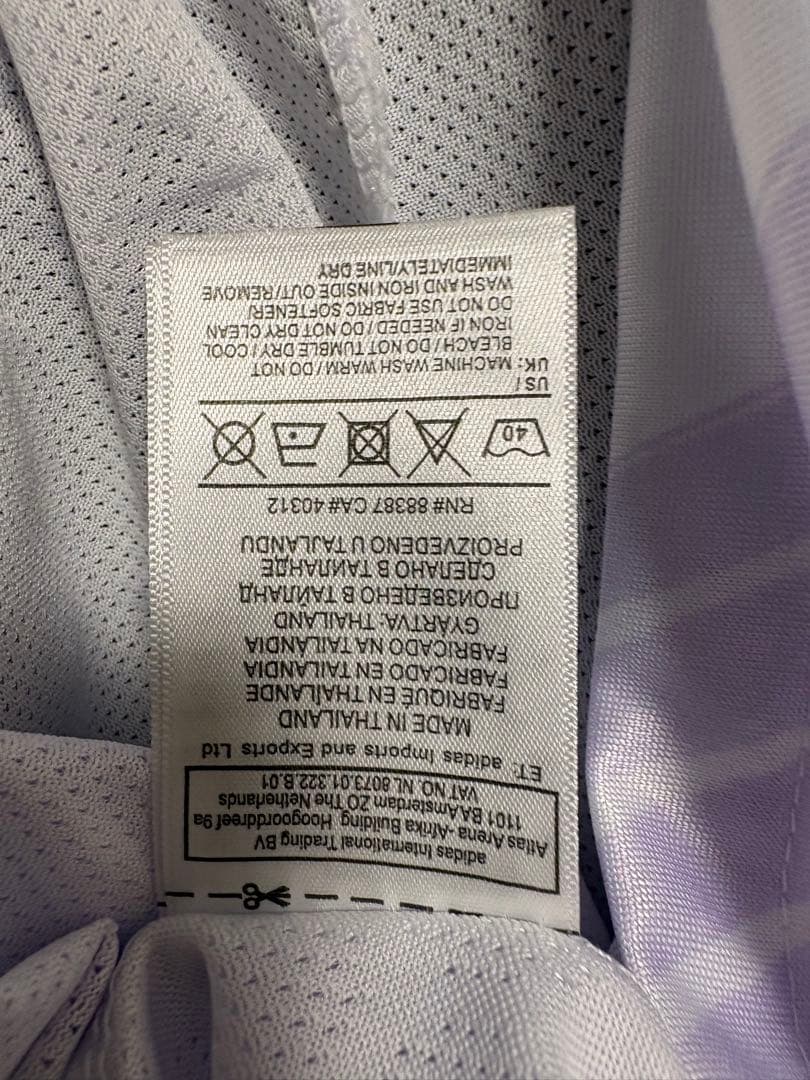 adidas International Trading BV
Atlas Arena -Afrika Building, Hoogoorddreef 9a
1101 BA Amsterdam ZO The Netherlands
VAT NO. NL 8073.01.322.B.01
ET: adidas Imports and Exports Ltd
MADE IN THAILAND
FABRIQUÉ EN THAÏLANDE
FABRICADO EN TAILANDIA
FABRICADO NA TAILANDIA
GYÁRTVA: THAILAND
ПРОИЗВЕДЕНО В ТАЙЛАНД
СДЕЛАНО В ТАИЛАНДЕ
PROIZVEDENO U TAJLANDU
RN# 88387 CA# 40312
40
US /
UK: MACHINE WASH WARM / DO NOT
BLEACH / DO NOT TUMBLE DRY / COOL
IRON IF NEEDED / DO NOT DRY CLEAN
DO NOT USE FABRIC SOFTENER/
WASH AND IRON INSIDE OUT/REMOVE
IMMEDIATELY/LINE DRY